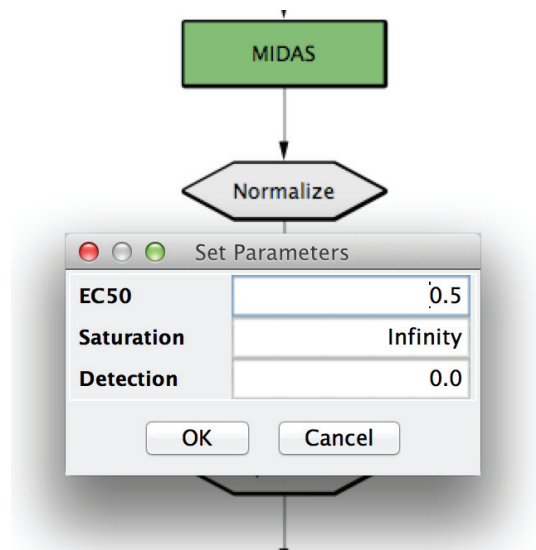 MIDAS
Normalize
Set Parameters
EC50 0.5
Saturation Infinity
Detection 0.0
OK Cancel